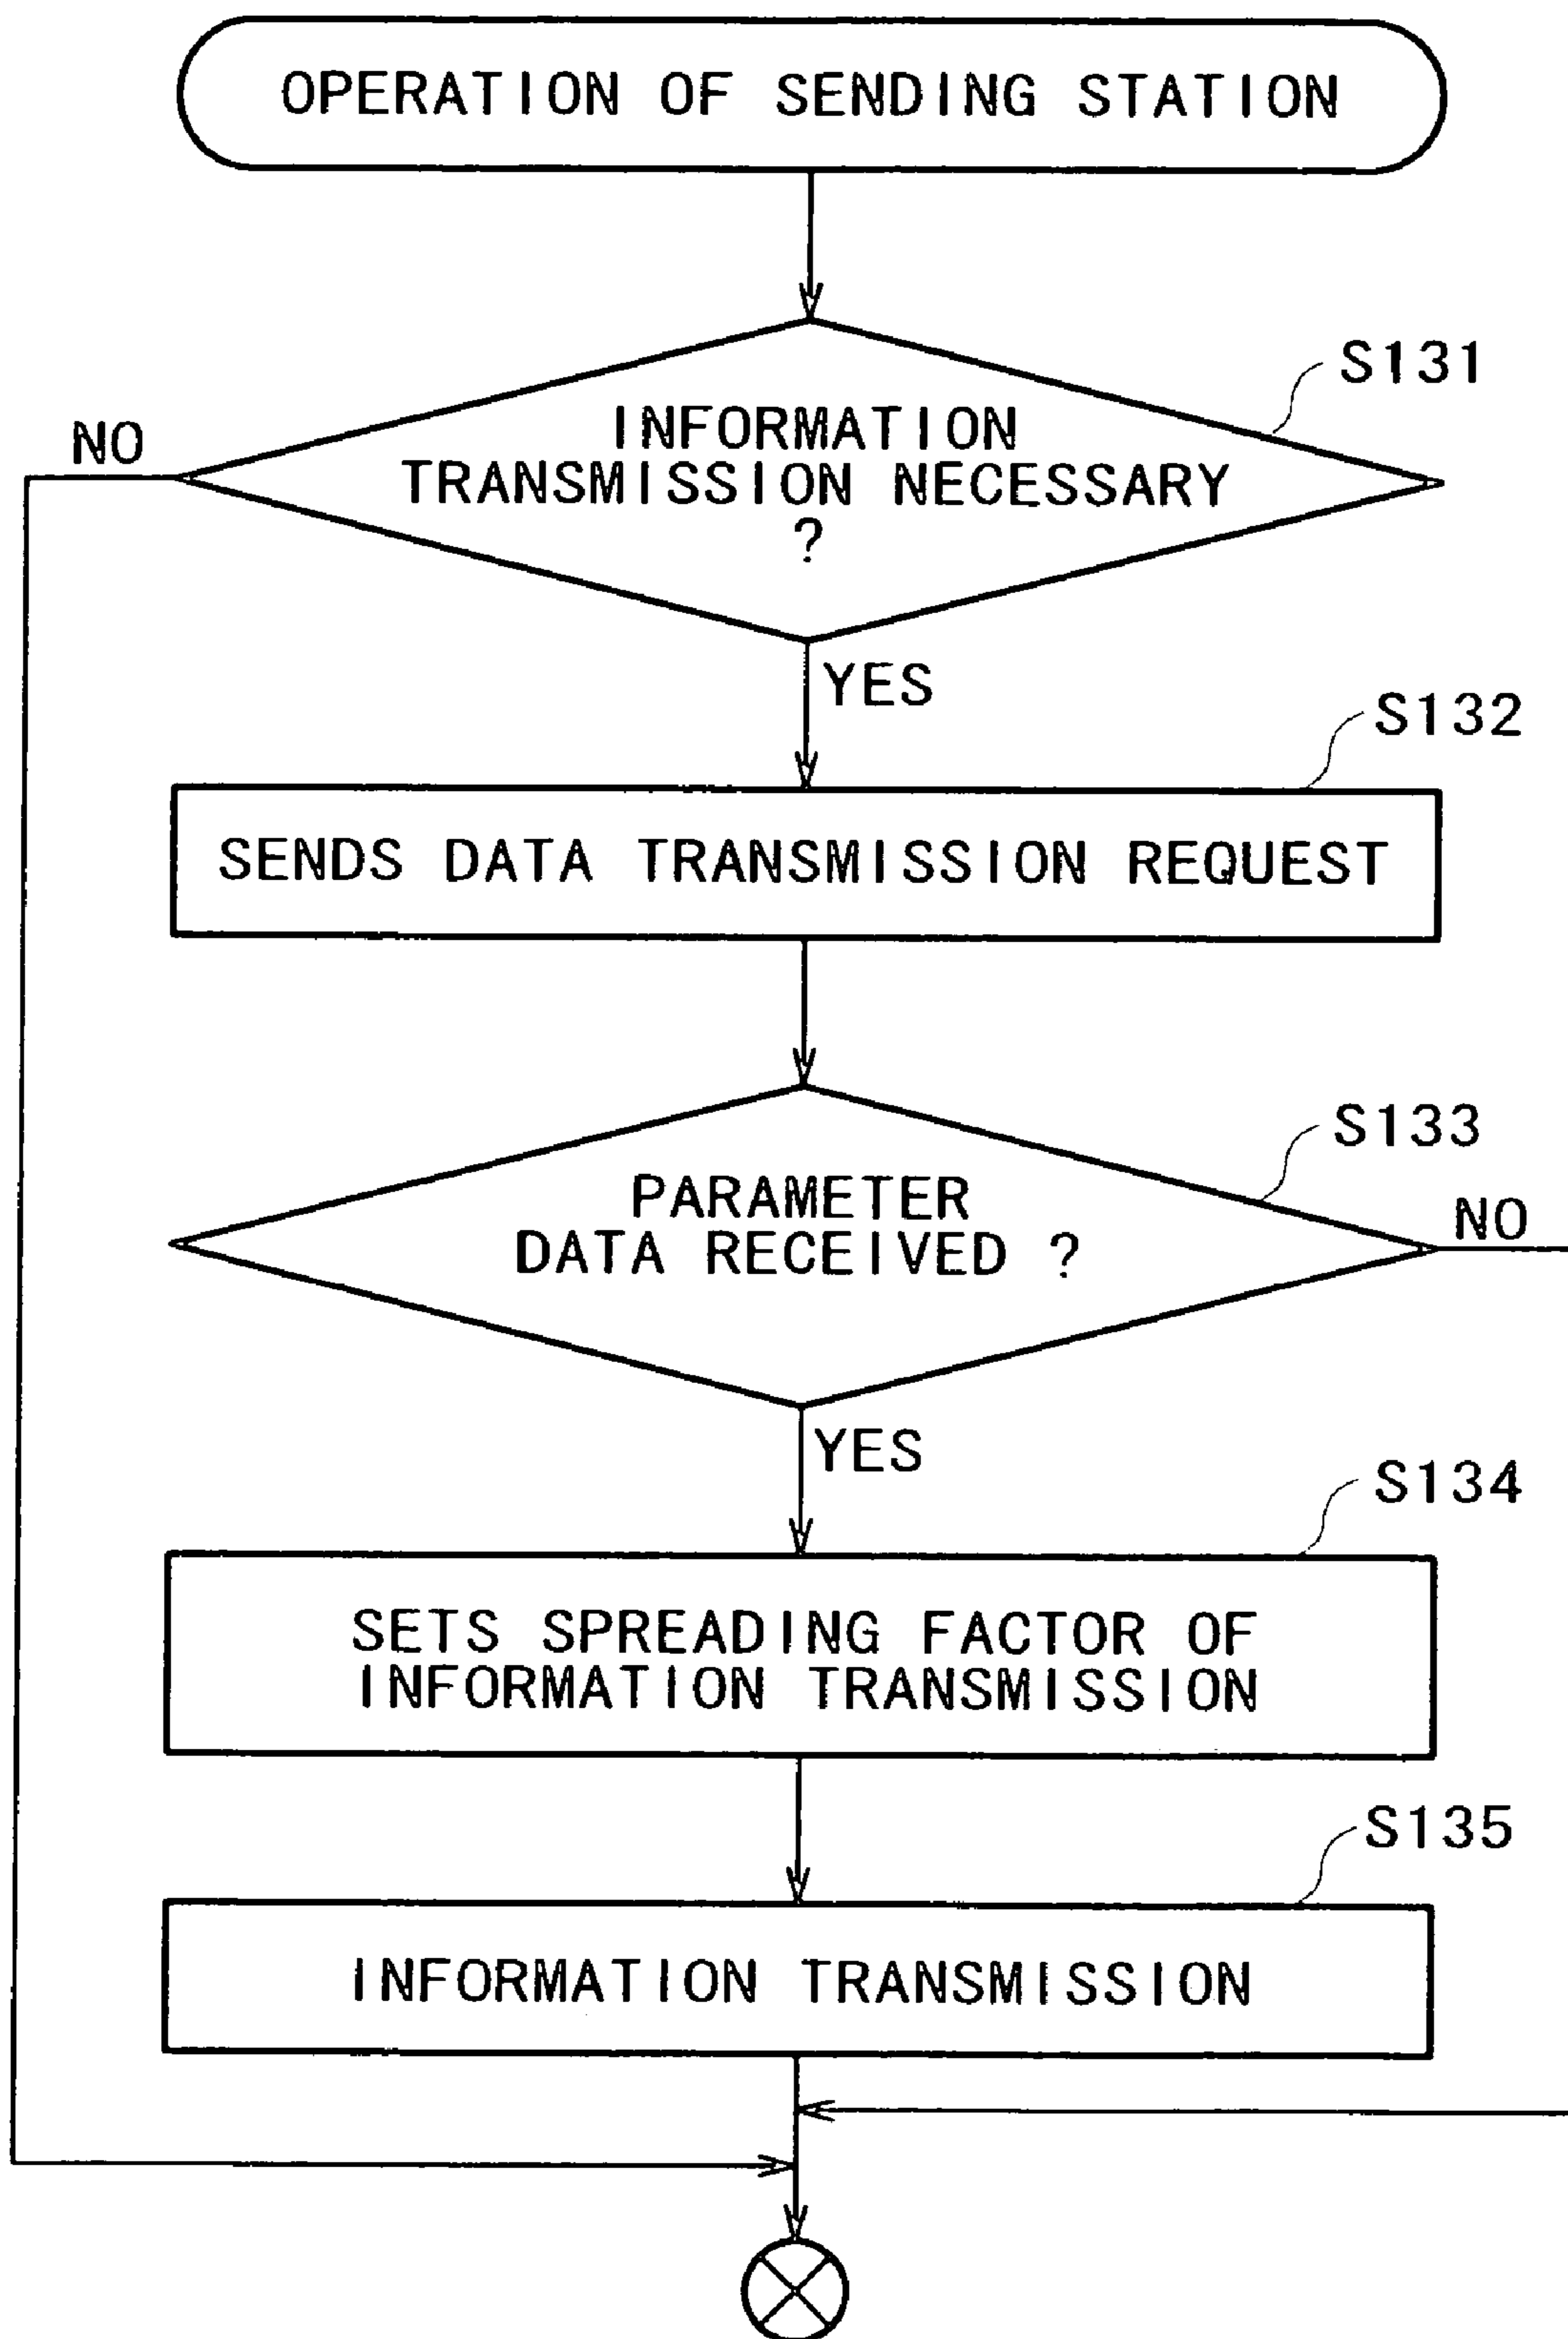 OPERATION OF SENDING STATION
S131
NO
INFORMATION
TRANSMISSION NECESSARY
?
YES
S132
SENDS DATA TRANSMISSION REQUEST
S133
NO
PARAMETER
DATA RECEIVED ?
YES
S134
SETS SPREADING FACTOR OF
INFORMATION TRANSMISSION
S135
INFORMATION TRANSMISSION